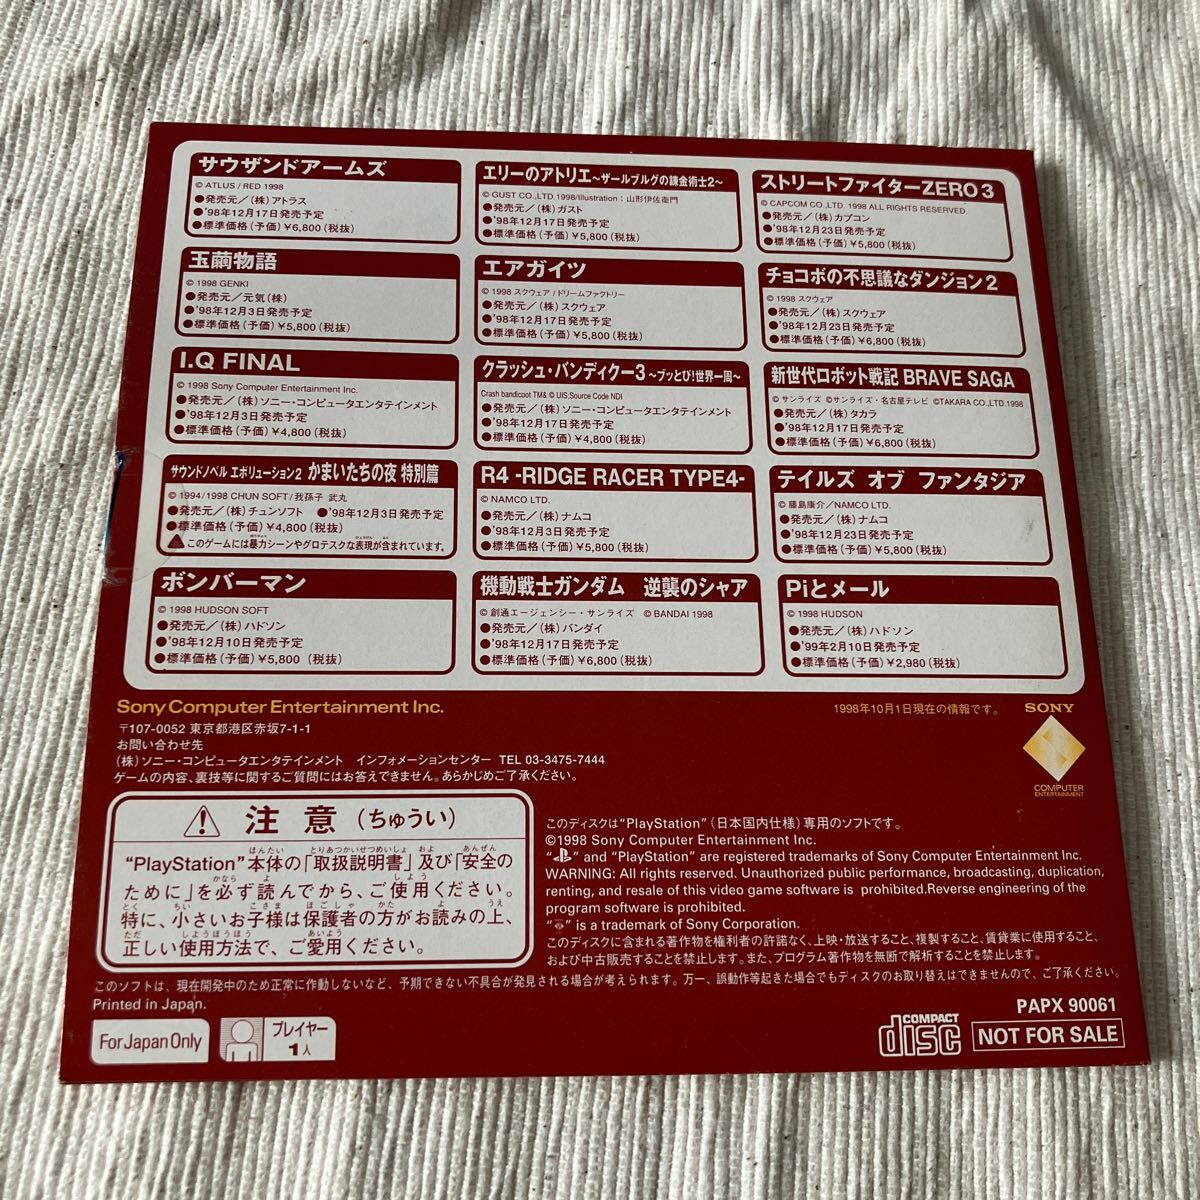 サウザンドアームズ
© ATLUS / RED 1998
●発売元／(株)アトラス
●'98年12月17日発売予定
●標準価格(予価)¥6,800(税抜)
エリーのアトリエ～ザールブルグの錬金術士2～
© GUST CO.,LTD. 1998/Illustration：山形伊佐衛門
●発売元／(株)ガスト
●'98年12月17日発売予定
●標準価格(予価)¥5,800(税抜)
ストリートファイターZERO 3
© CAPCOM CO., LTD. 1998 ALL RIGHTS RESERVED
●発売元／(株)カプコン
●'98年12月23日発売予定
●標準価格(予価)¥5,800(税抜)
玉繭物語
© 1998 GENKI
●発売元／元気(株)
●'98年12月3日発売予定
●標準価格(予価)¥5,800(税抜)
エアガイツ
© 1998 スクウェア / ドリームファクトリー
●発売元／(株)スクウェア
●'98年12月17日発売予定
●標準価格(予価)¥5,800(税抜)
チョコボの不思議なダンジョン2
© 1998 スクウェア
●発売元／(株)スクウェア
●'98年12月23日発売予定
●標準価格(予価)¥6,800(税抜)
I.Q FINAL
© 1998 Sony Computer Entertainment Inc.
●発売元／(株)ソニー・コンピュータエンタテインメント
●'98年12月3日発売予定
●標準価格(予価)¥4,800(税抜)
クラッシュ・バンディクー3～ブッとび!世界一周～
Crash bandicoot TM& © UIS,Source Code NDI
●発売元／(株)ソニー・コンピュータエンタテインメント
●'98年12月17日発売予定
●標準価格(予価)¥4,800(税抜)
新世代ロボット戦記 BRAVE SAGA
© サンライズ ©サンライズ・名古屋テレビ ©TAKARA CO.,LTD.1998
●発売元／(株)タカラ
●'98年12月17日発売予定
●標準価格(予価)¥6,800(税抜)
サウンドノベル エボリューション2 かまいたちの夜 特別篇
© 1994/1998 CHUN SOFT/我孫子 武丸
●発売元／(株)チュンソフト ●'98年12月3日発売予定
●標準価格(予価)¥4,800(税抜)
このゲームには暴力シーンやグロテスクな表現が含まれています。
R4 -RIDGE RACER TYPE4-
© NAMCO LTD.
●発売元／(株)ナムコ
●'98年12月3日発売予定
●標準価格(予価)¥5,800(税抜)
テイルズ オブ ファンタジア
© 藤島康介/NAMCO LTD.
●発売元／(株)ナムコ
●'98年12月23日発売予定
●標準価格(予価)¥5,800(税抜)
ボンバーマン
© 1998 HUDSON SOFT
●発売元／(株)ハドソン
●'98年12月10日発売予定
●標準価格(予価)¥5,800 (税抜)
機動戦士ガンダム 逆襲のシャア
© 創通エージェンシー・サンライズ © BANDAI 1998
●発売元／(株)バンダイ
●'98年12月17日発売予定
●標準価格(予価)¥6,800(税抜)
Piとメール
© 1998 HUDSON
●発売元／(株)ハドソン
●'99年2月10日発売予定
●標準価格(予価)¥2,980(税抜)
Sony Computer Entertainment Inc.
〒107-0052 東京都港区赤坂7-1-1
お問い合わせ先
(株)ソニー・コンピュータエンタテインメント インフォメーションセンター TEL 03-3475-7444
ゲームの内容、裏技等に関するご質問にはお答えできません。あらかじめご了承ください。
1998年10月1日現在の情報です。
SONY
COMPUTER
ENTERTAINMENT
注意(ちゅうい)
"PlayStation"本体の「取扱説明書」及び「安全の
ために」を必ず読んでから、ご使用ください。
特に、小さいお子様は保護者の方がお読みの上、
正しい使用方法で、ご愛用ください。
このディスクは"PlayStation"(日本国内仕様)専用のソフトです。
©1998 Sony Computer Entertainment Inc.
" " and "PlayStation" are registered trademarks of Sony Computer Entertainment Inc.
WARNING: All rights reserved. Unauthorized public performance, broadcasting, duplication,
renting, and resale of this video game software is prohibited.Reverse engineering of the
program software is prohibited.
" " is a trademark of Sony Corporation.
このディスクに含まれる著作物を権利者の許諾なく、上映・放送すること、複製すること、賃貸業に使用すること、
および中古販売することを禁止します。また、プログラム著作物を無断で解析することを禁止します。
このソフトは、現在開発中のため正常に作動しないなど、予期できない不具合が発見される場合が考えられます。万一、誤動作等起きた場合でもディスクのお取り替えはできませんので、ご了承ください。
Printed in Japan.
For Japan Only
プレイヤー
1人
COMPACT
disc
PAPX 90061
NOT FOR SALE